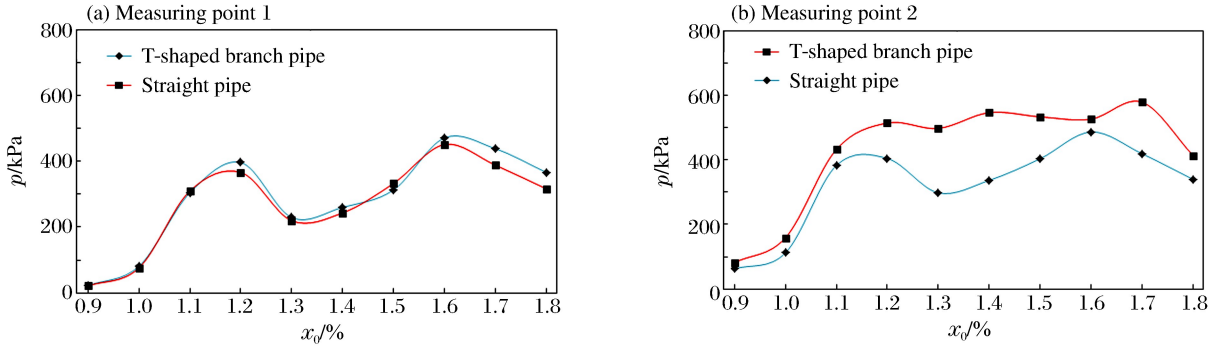 (a) Measuring point 1
800
600
400
200
0
p/kPa
T-shaped branch pipe
Straight pipe
0.9 1.0 1.1 1.2 1.3 1.4 1.5 1.6 1.7 1.8
x₀/%
(b) Measuring point 2
800
600
400
200
0
p/kPa
T-shaped branch pipe
Straight pipe
0.9 1.0 1.1 1.2 1.3 1.4 1.5 1.6 1.7 1.8
x₀/%